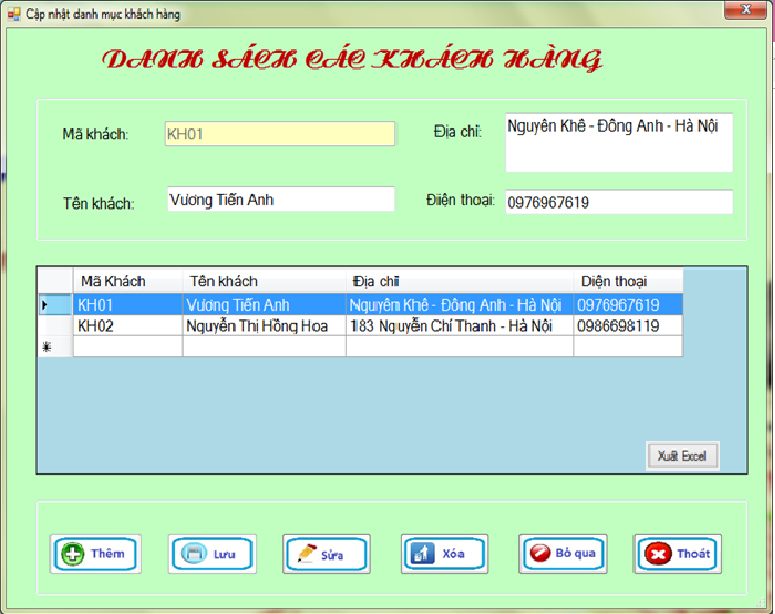 Cập nhật danh mục khách hàng
DANH SÁCH CÁC KHÁCH HÀNG
Mã khách: KH01
Địa chỉ: Nguyên Khê - Đông Anh - Hà Nội
Tên khách: Vương Tiến Anh
Điện thoại: 0976967619
Mã Khách Tên khách Địa chỉ Diện thoại
KH01 Vương Tiến Anh Nguyên Khê - Đông Anh - Hà Nội 0976967619
KH02 Nguyễn Thị Hồng Hoa 183 Nguyễn Chí Thanh - Hà Nội 0986698119
Xuất Excel
Thêm Lưu Sửa Xóa Bỏ qua Thoát